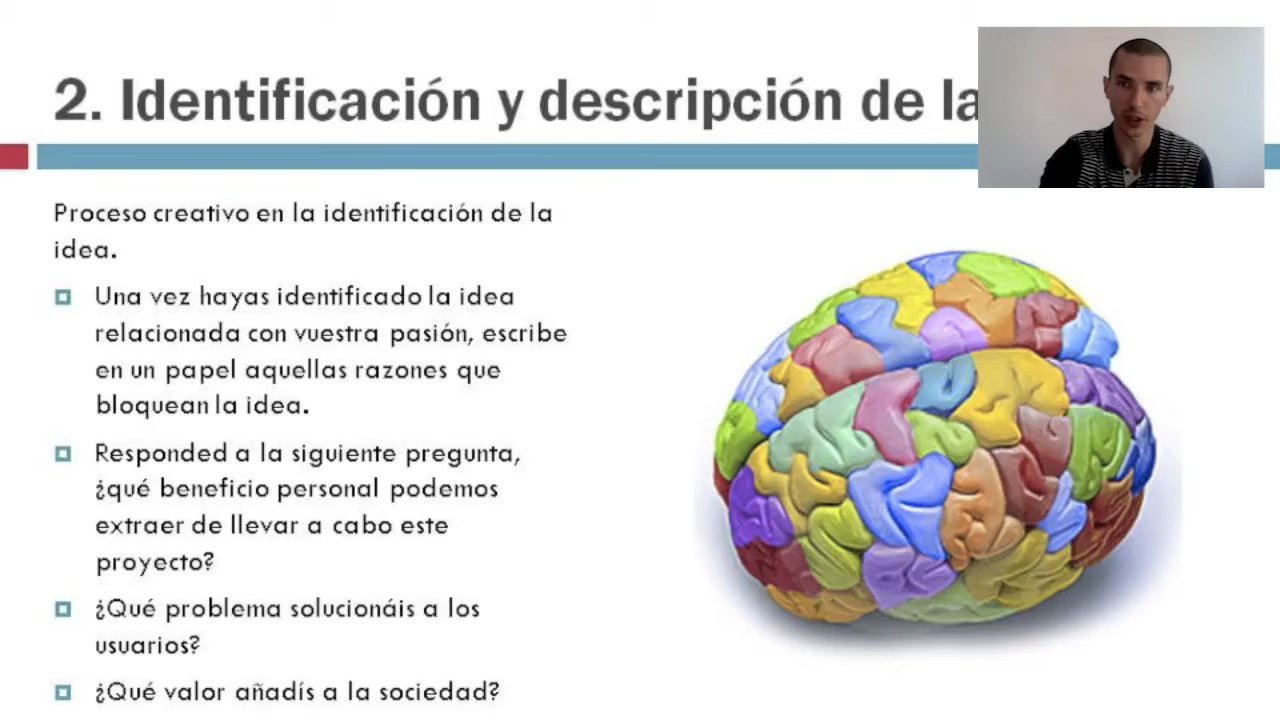 2. Identificación y descripción de la
Proceso creativo en la identificación de la
idea.
Una vez hayas identificado la idea
relacionada con vuestra pasión, escribe
en un papel aquellas razones que
bloquean la idea.
Responded a la siguiente pregunta,
¿qué beneficio personal podemos
extraer de llevar a cabo este
proyecto?
¿Qué problema solucionáis a los
usuarios?
¿Qué valor añadís a la sociedad?